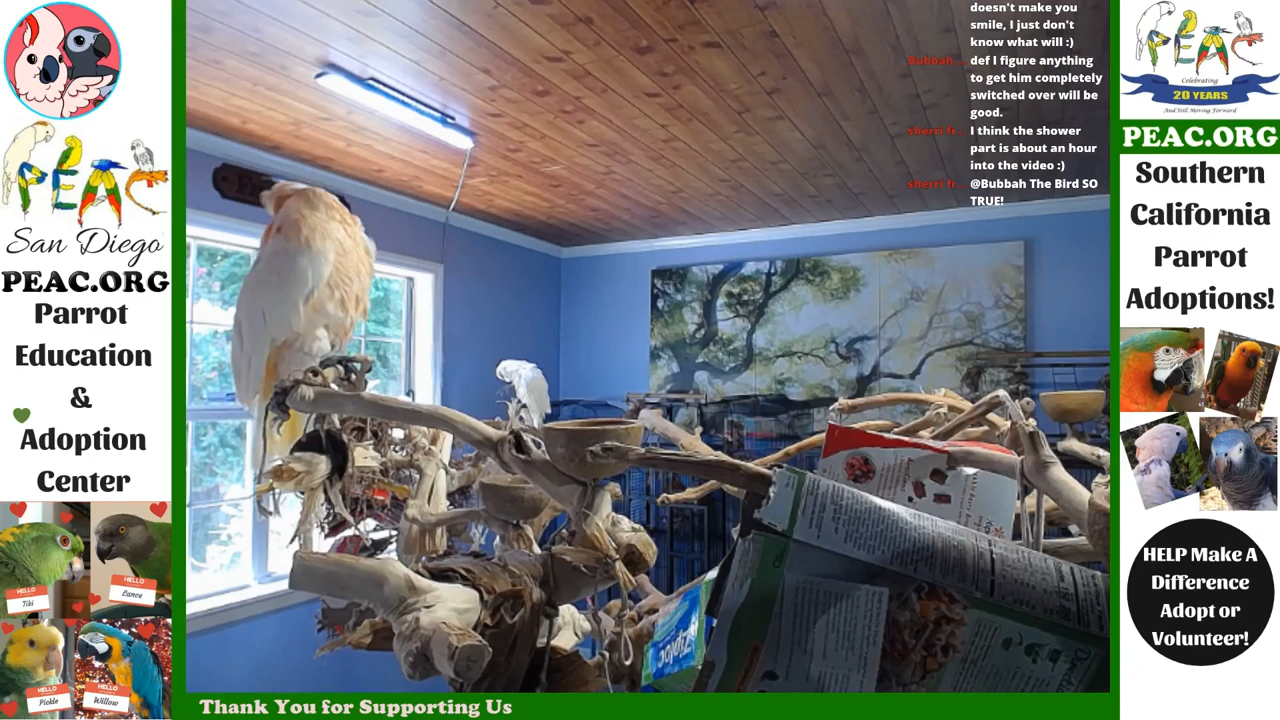 PEAC
San Diego
PEAC.ORG
Parrot
Education
&
Adoption
Center
HELLO
Tiki
HELLO
Lance
HELLO
Pickle
HELLO
Willow
doesn't make you
smile, I just don't
know what will :)
Bubbah... def I figure anything
to get him completely
switched over will be
good.
sherri fr... I think the shower
part is about an hour
into the video :)
sherri fr... @Bubbah The Bird SO
TRUE!
Ziploc
Thank You for Supporting Us
PEAC
Celebrating
20 YEARS
And Still Moving Forward
PEAC.ORG
Southern
California
Parrot
Adoptions!
HELP Make A
Difference
Adopt or
Volunteer!